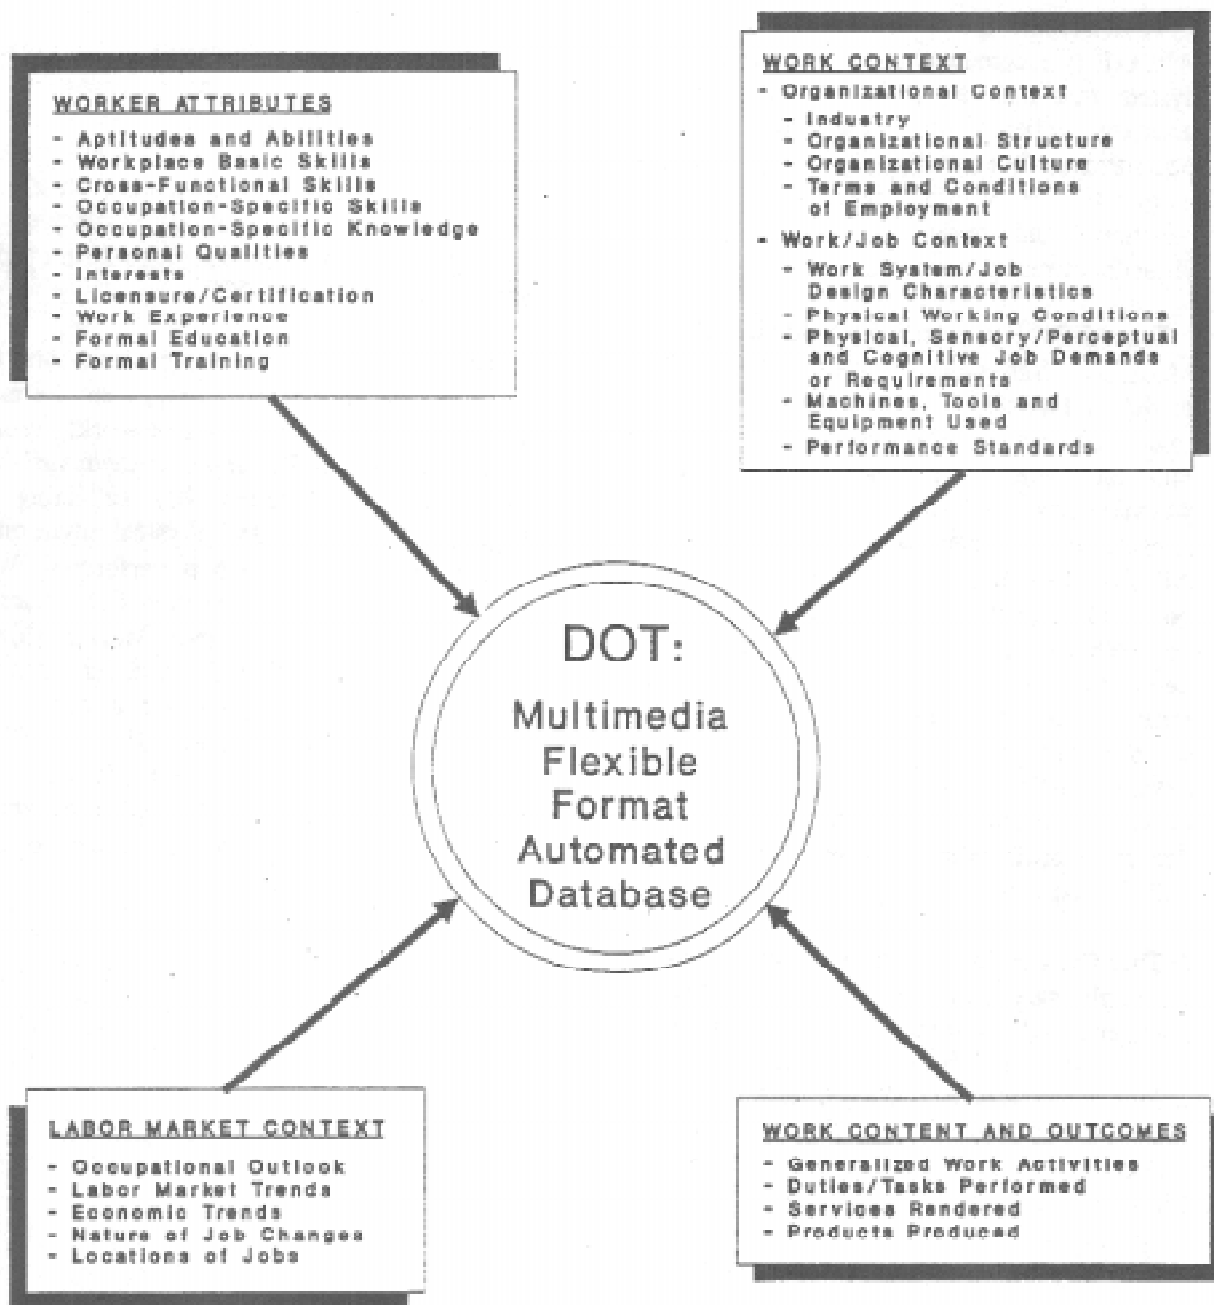 WORKER ATTRIBUTES
- Aptitudes and Abilities
- Workplace Basic Skills
- Cross-Functional Skills
- Occupation-Specific Skills
- Occupation-Specific Knowledge
- Personal Qualities
- Interests
- Licensure/Certification
- Work Experience
- Formal Education
- Formal Training
WORK CONTEXT
- Organizational Context
- Industry
- Organizational Structure
- Organizational Culture
- Terms and Conditions
of Employment
- Work/Job Context
- Work System/Job
Design Characteristics
- Physical Working Conditions
- Physical, Sensory/Perceptual
and Cognitive Job Demands
or Requirements
- Machines, Tools and
Equipment Used
- Performance Standards
DOT:
Multimedia
Flexible
Format
Automated
Database
LABOR MARKET CONTEXT
- Occupational Outlook
- Labor Market Trends
- Economic Trends
- Nature of Job Changes
- Locations of Jobs
WORK CONTENT AND OUTCOMES
- Generalized Work Activities
- Duties/Tasks Performed
- Services Rendered
- Products Produced